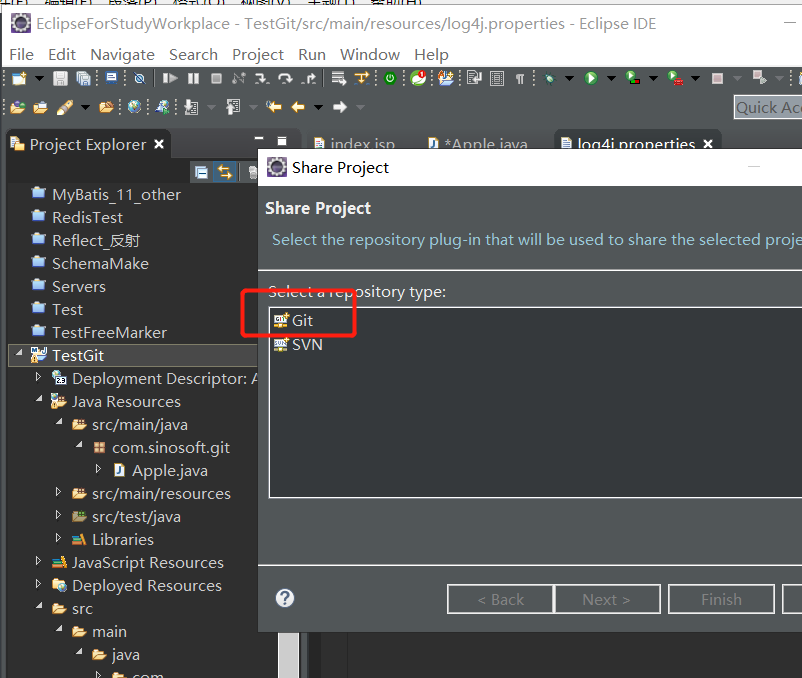 EclipseForStudyWorkplace - TestGit/src/main/resources/log4j.properties - Eclipse IDE
File Edit Navigate Search Project Run Window Help
Quick Ac
Project Explorer
index.jsp *Apple.java log4j.properties
MyBatis_11_other
RedisTest
Reflect_反射
SchemaMake
Servers
Test
TestFreeMarker
TestGit
Deployment Descriptor: A
Java Resources
src/main/java
com.sinosoft.git
Apple.java
src/main/resources
src/test/java
Libraries
JavaScript Resources
Deployed Resources
src
main
java
com
Share Project
Share Project
Select the repository plug-in that will be used to share the selected proje
Select a repository type:
Git
SVN
< Back Next > Finish